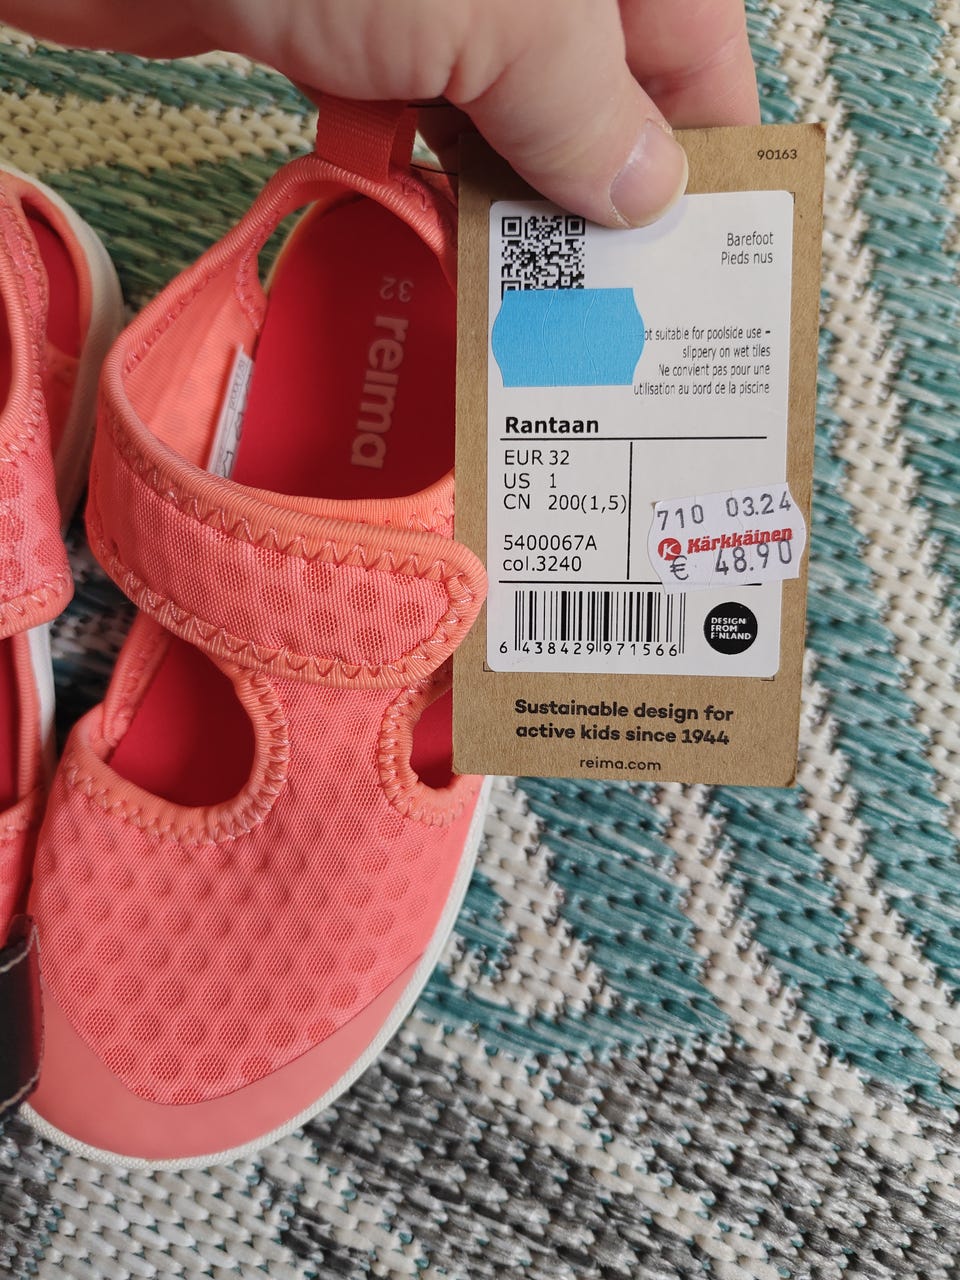 90163
Barefoot
Pieds nus
ot suitable for poolside use –
slippery on wet tiles
Ne convient pas pour une
utilisation au bord de la piscine
Rantaan
EUR 32
US 1
CN 200(1,5)
5400067A
col.3240
710 03.24
Kärkkäinen
€ 48.90
6 438429 971566
DESIGN
FROM
FINLAND
Sustainable design for
active kids since 1944
reima.com
reima 32